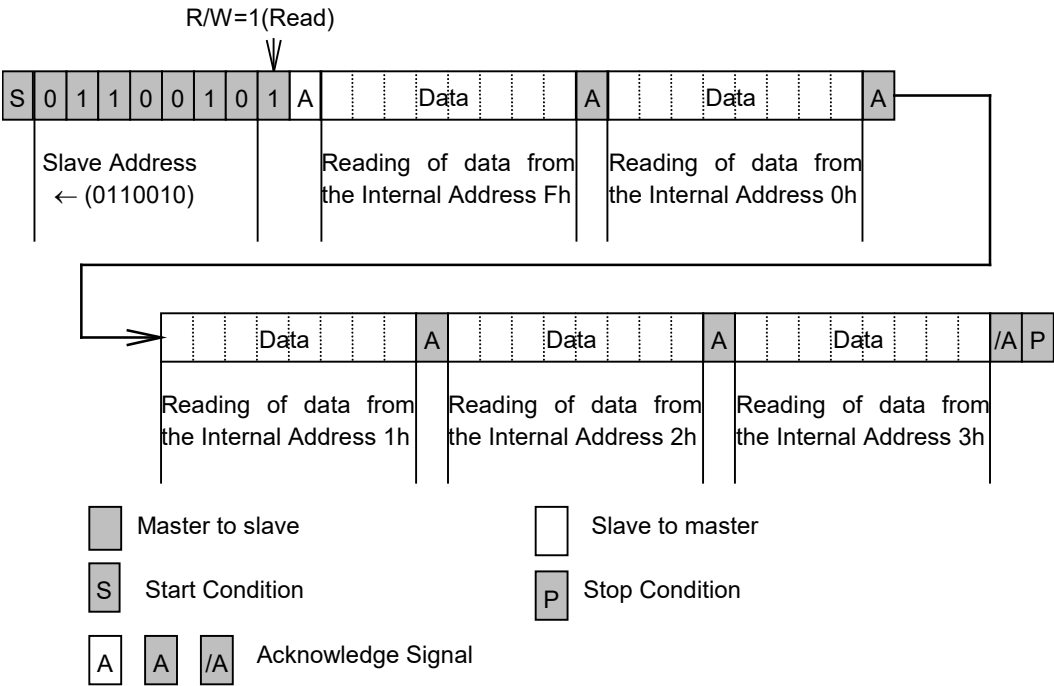 R/W=1(Read)
S 0 1 1 0 0 1 0 1 A Data A Data A
Slave Address
← (0110010)
Reading of data from
the Internal Address Fh
Reading of data from
the Internal Address 0h
Data A Data A Data /A P
Reading of data from
the Internal Address 1h
Reading of data from
the Internal Address 2h
Reading of data from
the Internal Address 3h
Master to slave
Slave to master
S Start Condition
P Stop Condition
A A /A Acknowledge Signal